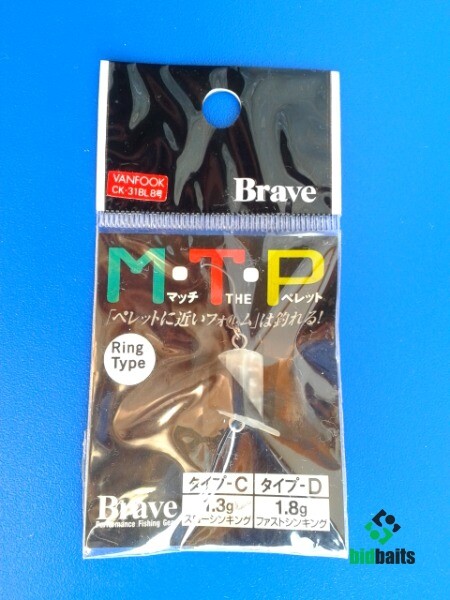 VANFOOK
CK-31BL 8号
Brave
M・T・P
マッチ THE ペレット
「ペレットに近いフォルム」は釣れる!
Ring
Type
タイプ-C タイプ-D
1.3g 1.8g
スローシンキング ファストシンキング
Brave
Performance Fishing Gear
bidbaits